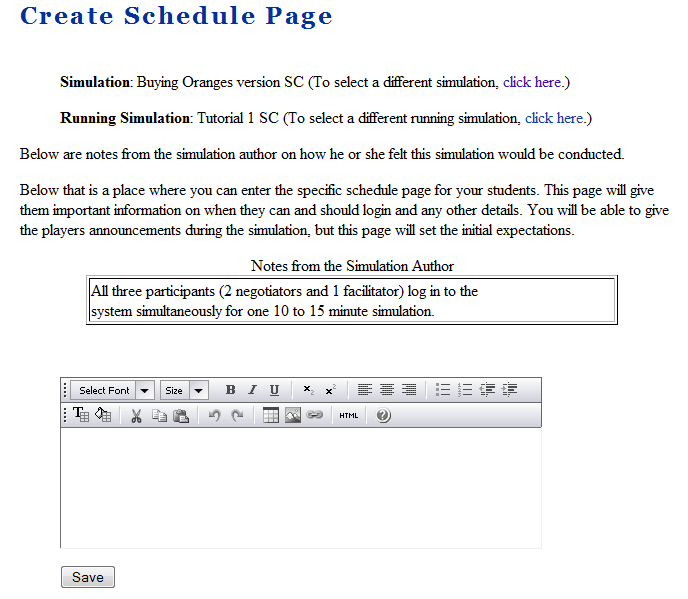 Create Schedule Page
Simulation: Buying Oranges version SC (To select a different simulation, click here.)
Running Simulation: Tutorial 1 SC (To select a different running simulation, click here.)
Below are notes from the simulation author on how he or she felt this simulation would be conducted.
Below that is a place where you can enter the specific schedule page for your students. This page will give
them important information on when they can and should login and any other details. You will be able to give
the players announcements during the simulation, but this page will set the initial expectations.
Notes from the Simulation Author
All three participants (2 negotiators and 1 facilitator) log in to the
system simultaneously for one 10 to 15 minute simulation.
Select Font Size B I U x₂ x²
T HTML ?
Save